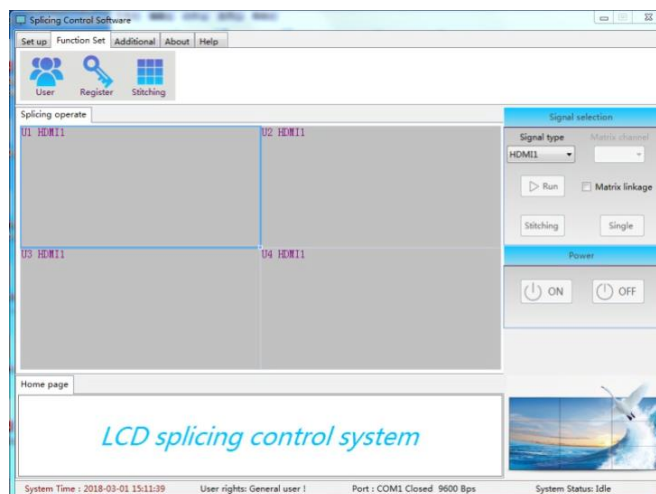 Splicing Control Software
Set up Function Set Additional About Help
User Register Stitching
Splicing operate
U1 HDMI1 U2 HDMI1
U3 HDMI1 U4 HDMI1
Signal selection
Signal type Matrix channel
HDMI1
Run Matrix linkage
Stitching Single
Power
ON OFF
Home page
LCD splicing control system
System Time : 2018-03-01 15:11:39 User rights: General user ! Port : COM1 Closed 9600 Bps System Status: Idle